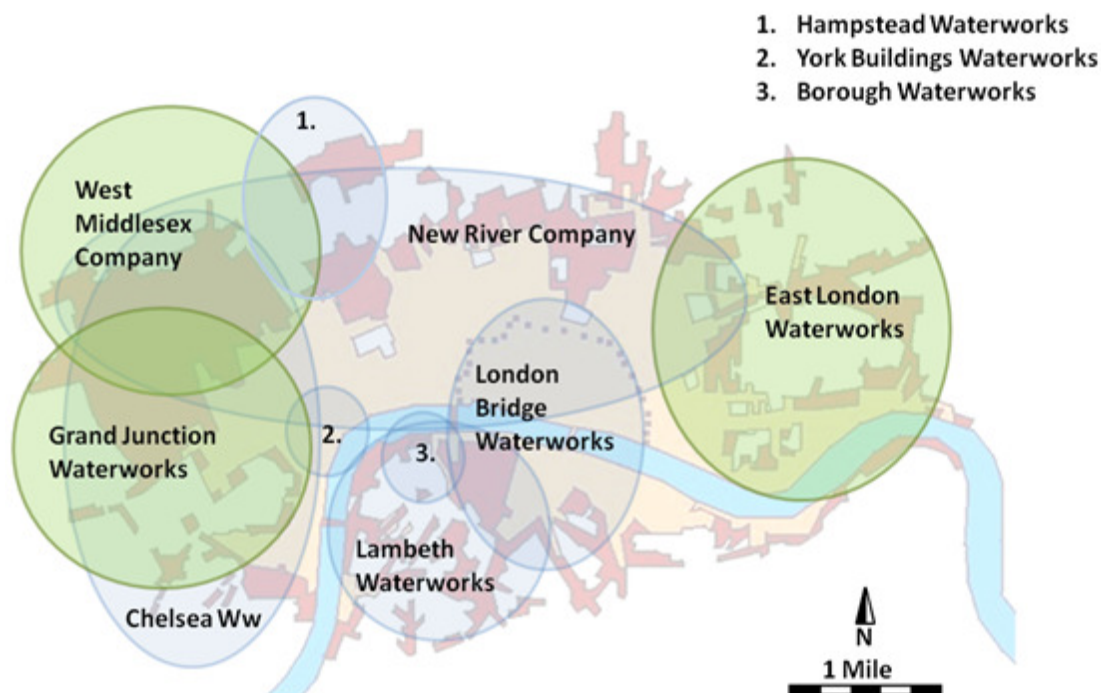 1. Hampstead Waterworks
2. York Buildings Waterworks
3. Borough Waterworks
1.
West
Middlesex
Company
New River Company
East London
Waterworks
London
Bridge
Waterworks
Grand Junction
Waterworks
2.
3.
Lambeth
Waterworks
Chelsea Ww
N
1 Mile